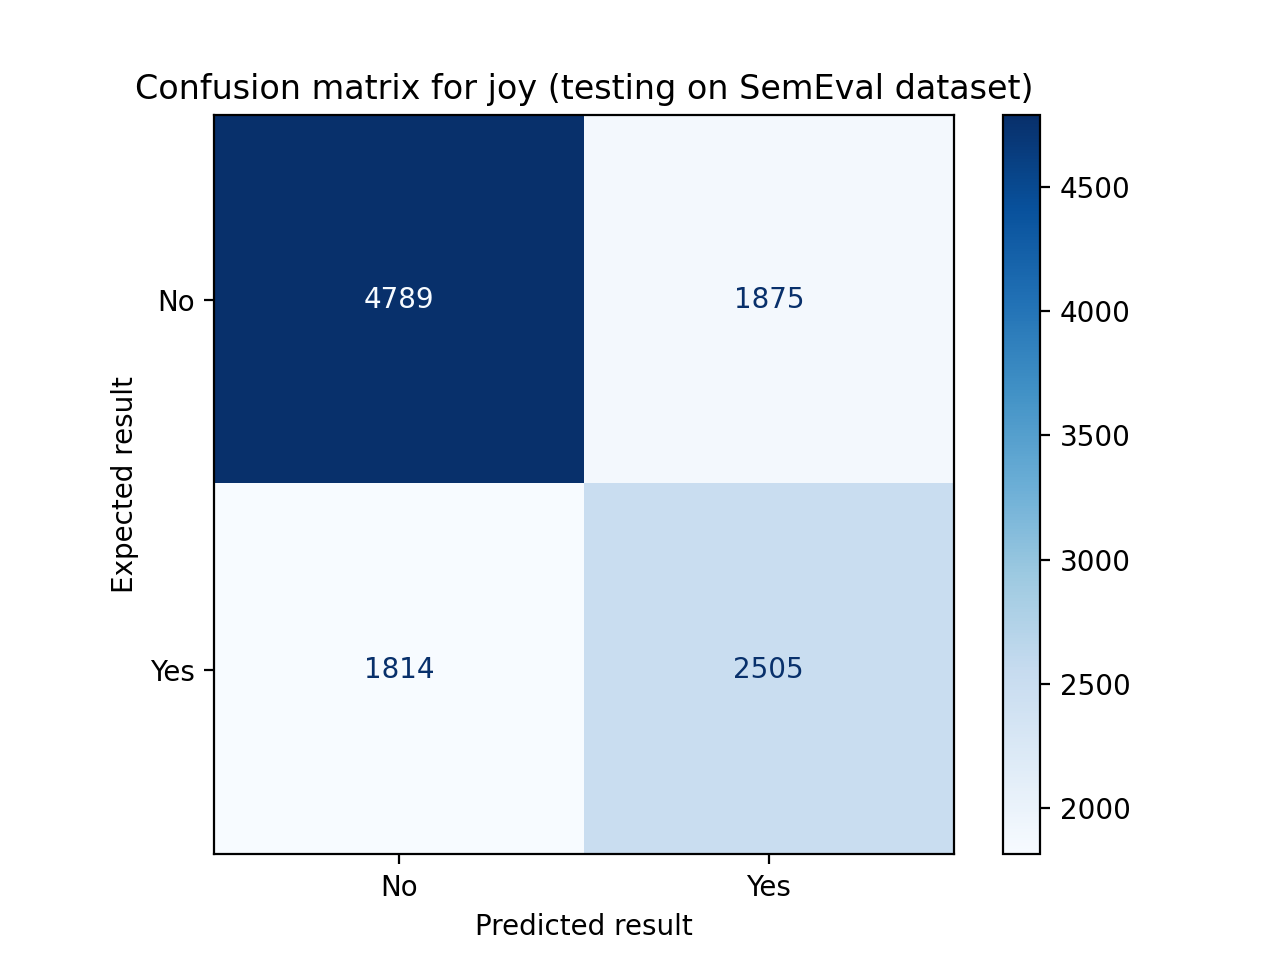 Confusion matrix for joy (testing on SemEval dataset)
4500
4000
3500
3000
2500
2000
No
Yes
Expected result
4789
1875
1814
2505
No
Yes
Predicted result